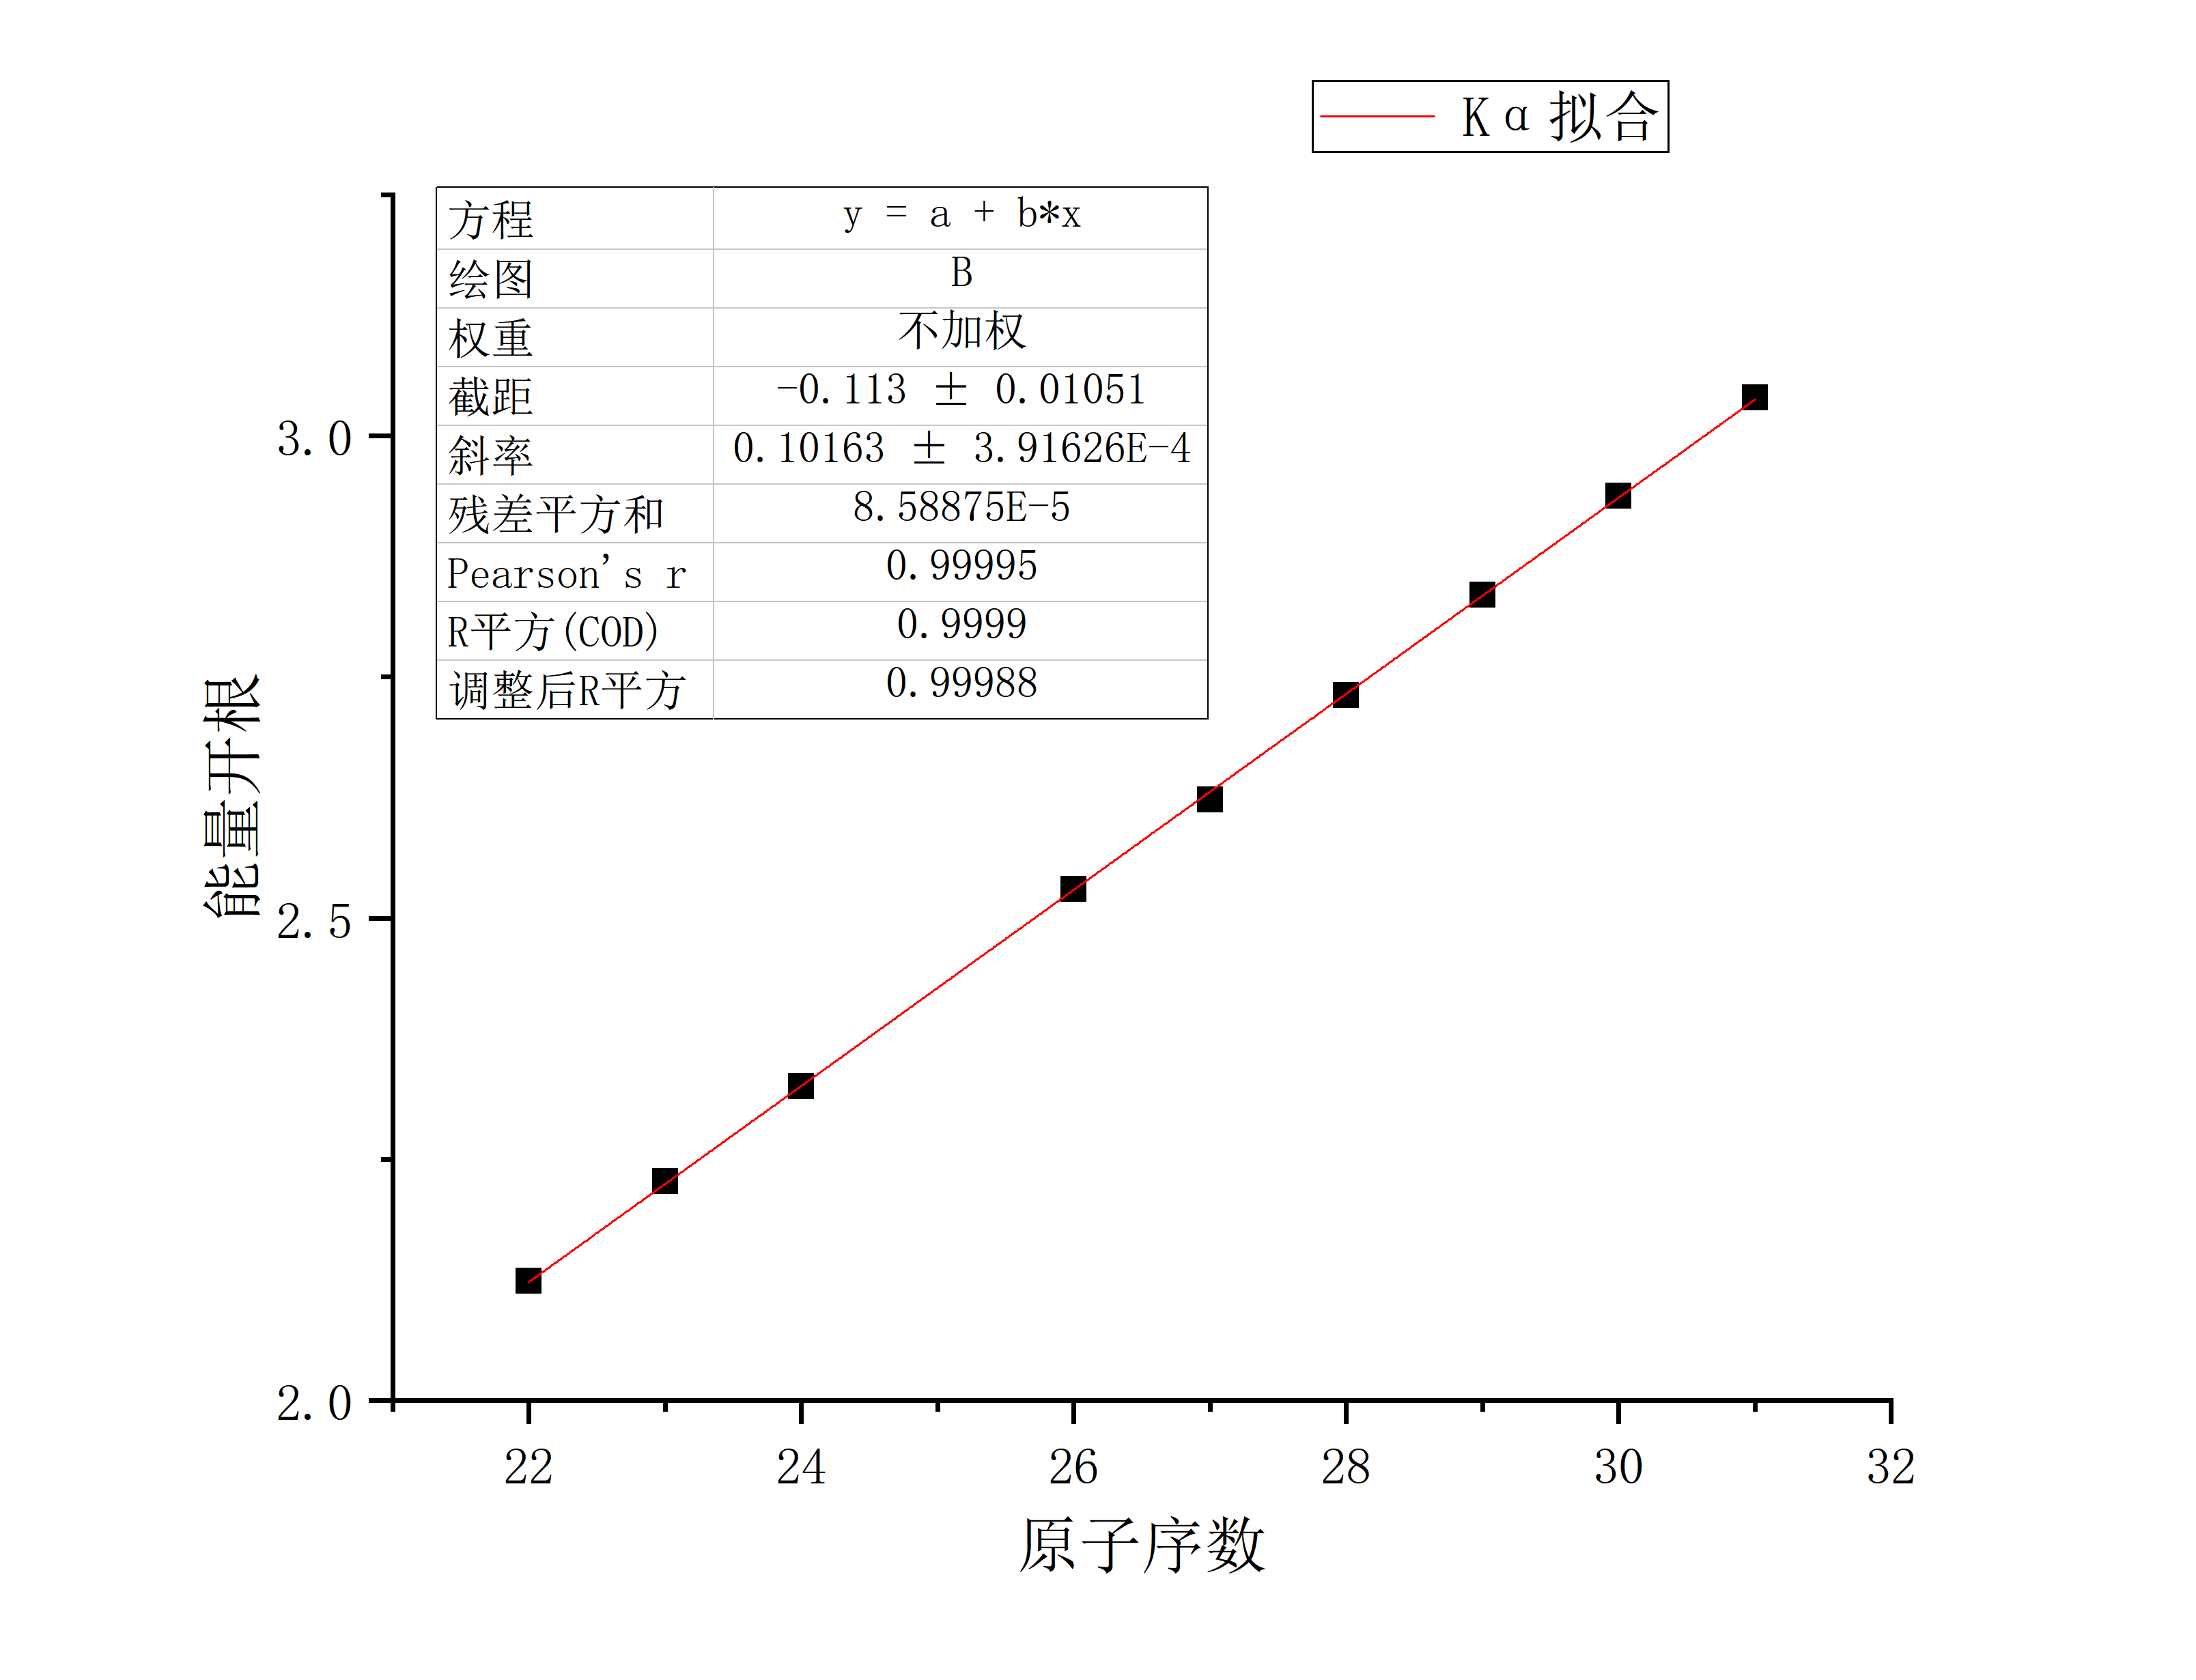 Kα拟合
方程 y = a + b*x
绘图 B
权重 不加权
截距 -0.113 ± 0.01051
斜率 0.10163 ± 3.91626E-4
残差平方和 8.58875E-5
Pearson's r 0.99995
R平方(COD) 0.9999
调整后R平方 0.99988
3.0
2.5
2.0
能量开根
22 24 26 28 30 32
原子序数